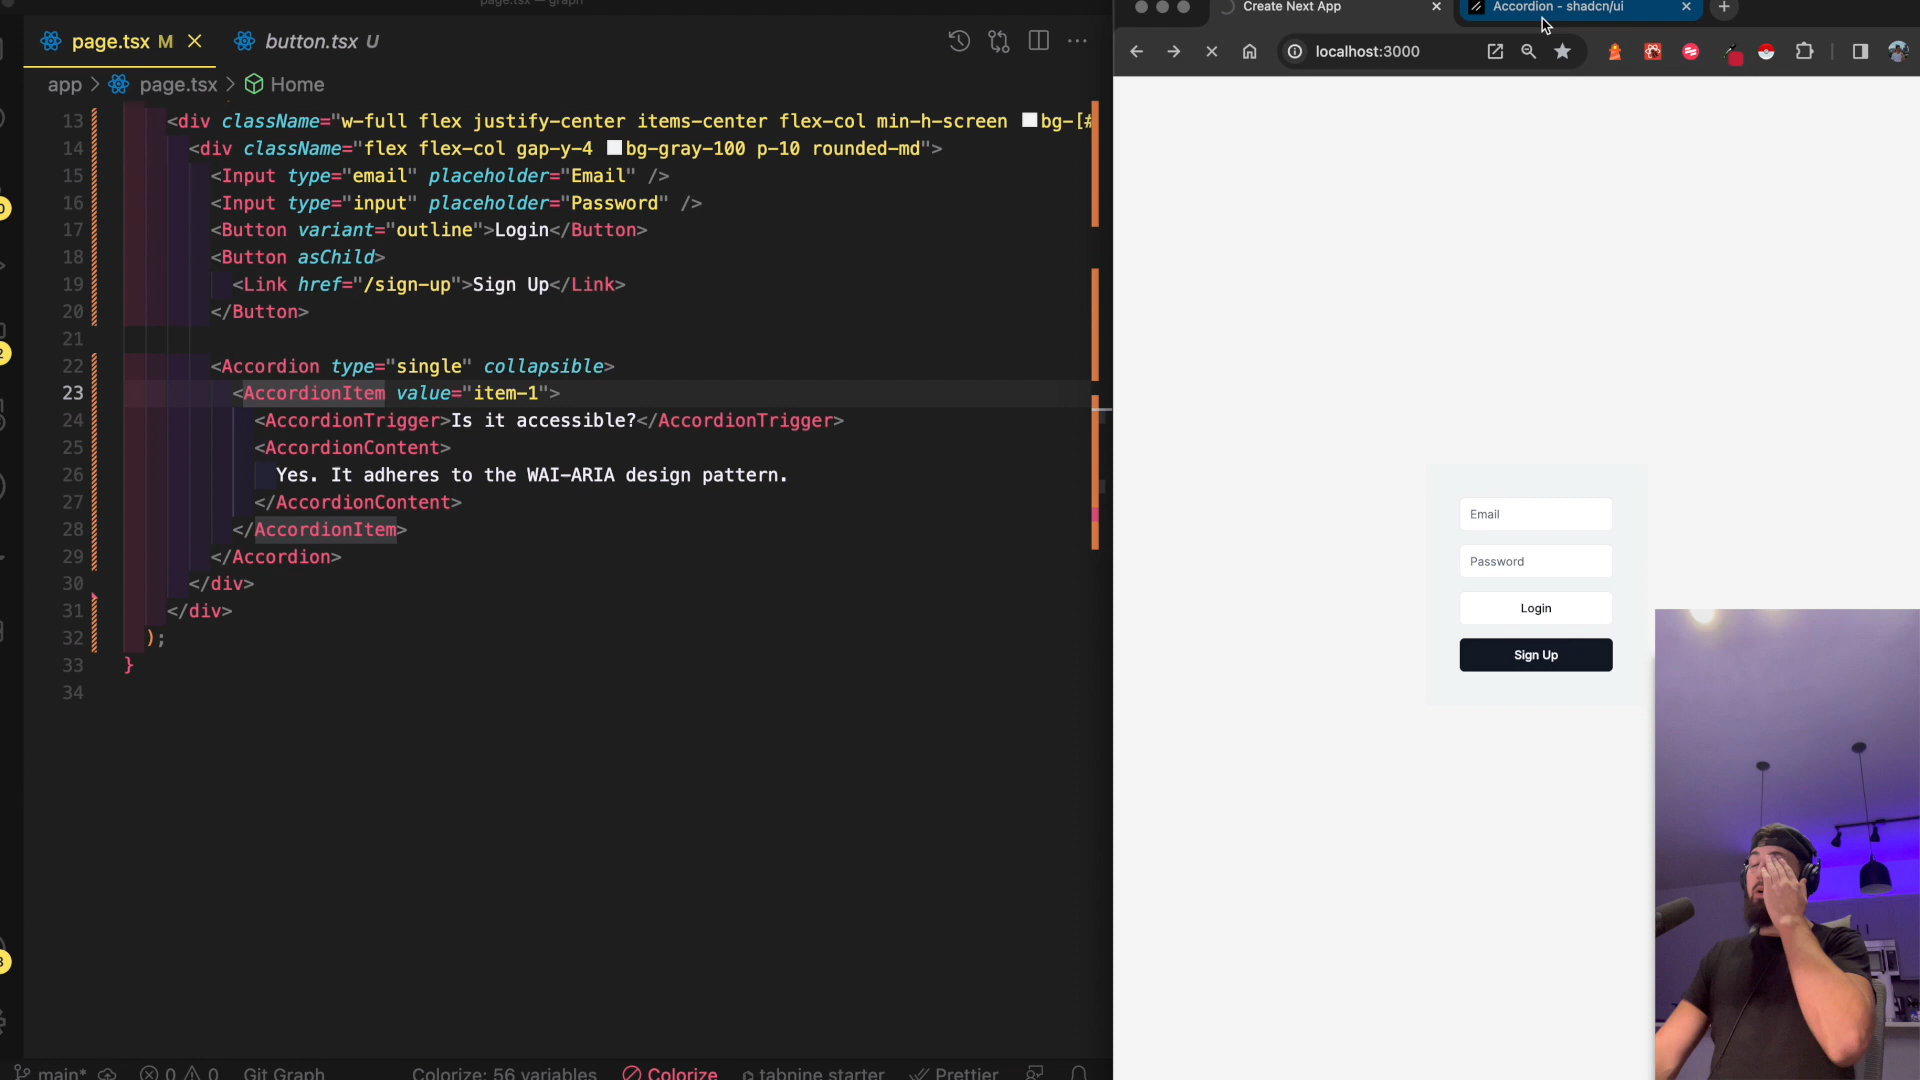 page.tsx — graph
page.tsx M
button.tsx U
app > page.tsx > Home
13 <div className="w-full flex justify-center items-center flex-col min-h-screen bg-[#
14 <div className="flex flex-col gap-y-4 bg-gray-100 p-10 rounded-md">
15 <Input type="email" placeholder="Email" />
16 <Input type="input" placeholder="Password" />
17 <Button variant="outline">Login</Button>
18 <Button asChild>
19 <Link href="/sign-up">Sign Up</Link>
20 </Button>
21
22 <Accordion type="single" collapsible>
23 <AccordionItem value="item-1">
24 <AccordionTrigger>Is it accessible?</AccordionTrigger>
25 <AccordionContent>
26 Yes. It adheres to the WAI-ARIA design pattern.
27 </AccordionContent>
28 </AccordionItem>
29 </Accordion>
30 </div>
31 </div>
32 );
33 }
34
main* 0 0 Git Graph Colorize: 56 variables Colorize tabnine starter Prettier
Create Next App
Accordion - shadcn/ui
localhost:3000
Email
Password
Login
Sign Up